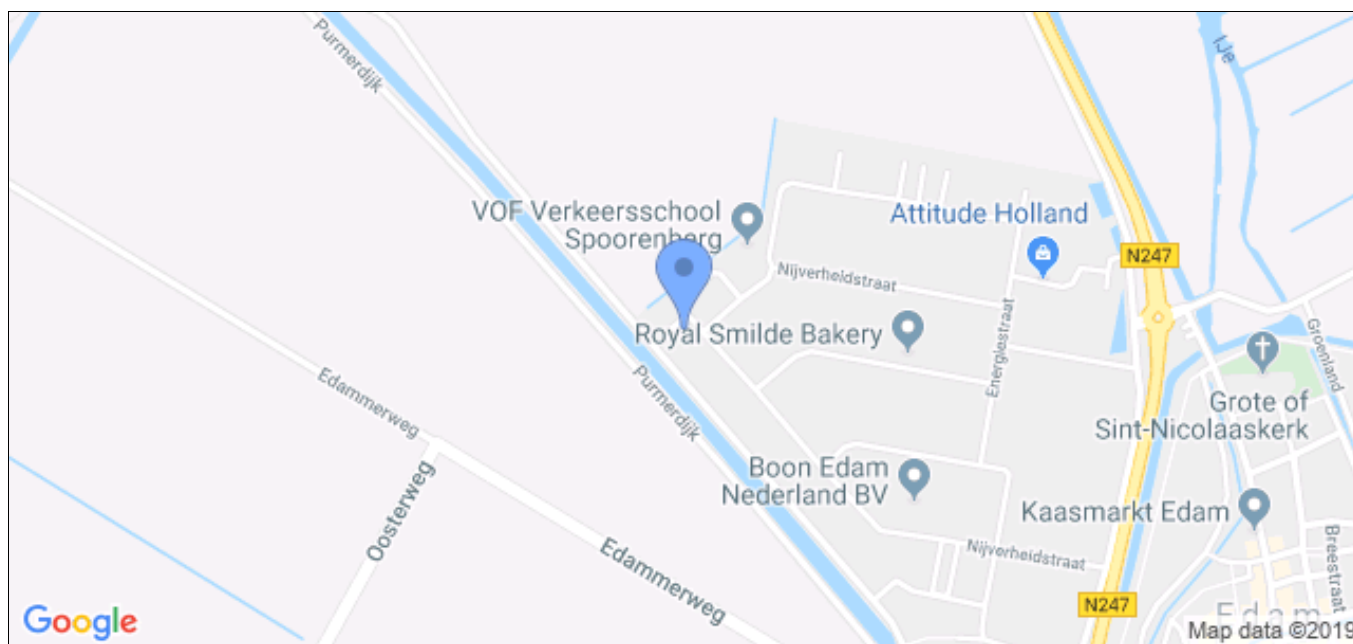 Purmerdijk
IJe
VOF Verkeersschool
Spoorenberg
Attitude Holland
N247
Nijverheidstraat
Royal Smilde Bakery
Energiestraat
Groenland
Purmerdijk
Edammerweg
Grote of
Sint-Nicolaaskerk
Oosterweg
Boon Edam
Nederland BV
Kaasmarkt Edam
Edammerweg
Nijverheidstraat
Breestraat
N247
Edam
Google
Map data ©2019